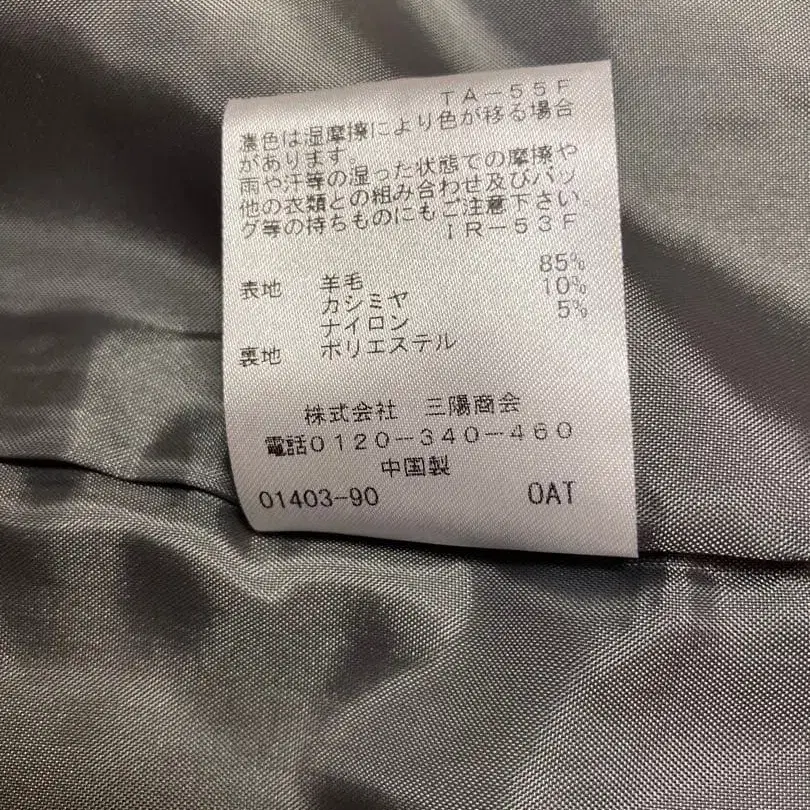 TA-55F
濃色は湿摩擦により色が移る場合
があります。
雨や汗等の湿った状態での摩擦や
他の衣類との組み合わせ及びバッ
グ等の持ちものにもご注意下さい。
IR-53F
表地 羊毛 85%
カシミヤ 10%
ナイロン 5%
裏地 ポリエステル
株式会社 三陽商会
電話0120-340-460
中国製
01403-90 OAT